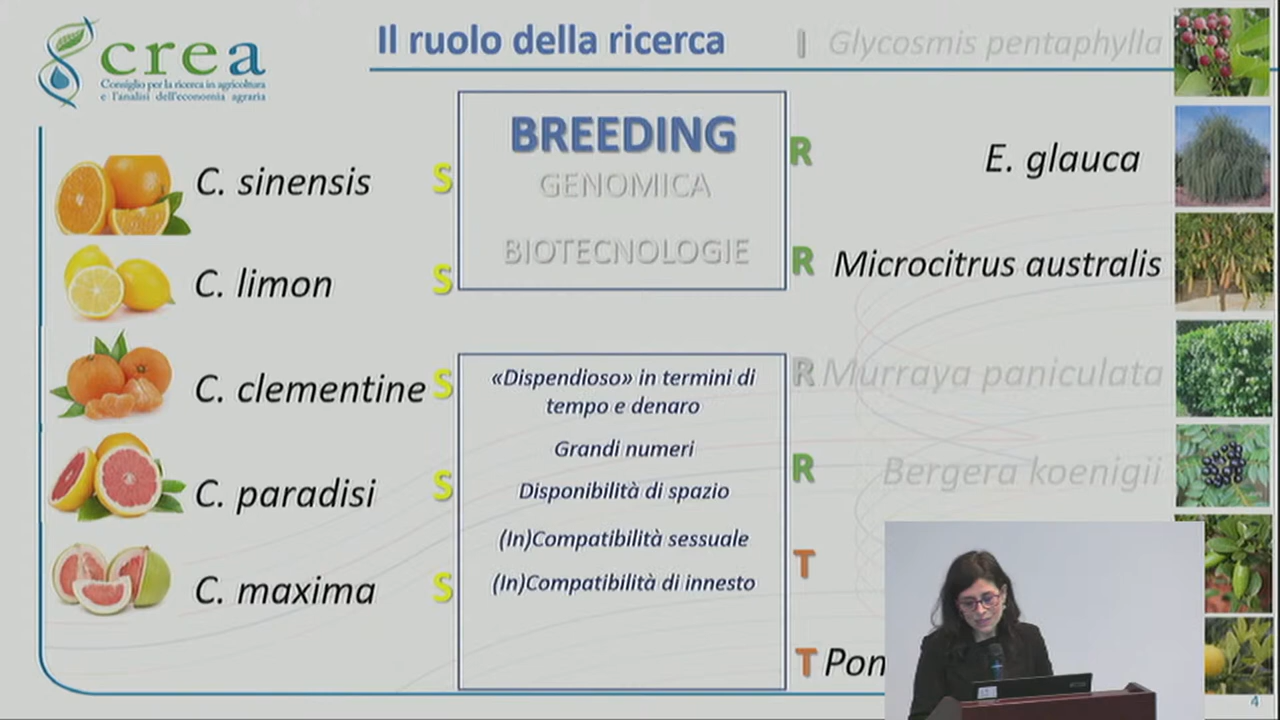 crea
Consiglio per la ricerca in agricoltura
e l'analisi dell'economia agraria
Il ruolo della ricerca
I Glycosmis pentaphylla
BREEDING
GENOMICA
BIOTECNOLOGIE
C. sinensis S
C. limon S
C. clementine S
C. paradisi S
C. maxima S
«Dispendioso» in termini di
tempo e denaro
Grandi numeri
Disponibilità di spazio
(In)Compatibilità sessuale
(In)Compatibilità di innesto
R E. glauca
R Microcitrus australis
R Murraya paniculata
R Bergera koenigii
T
T Pon
4